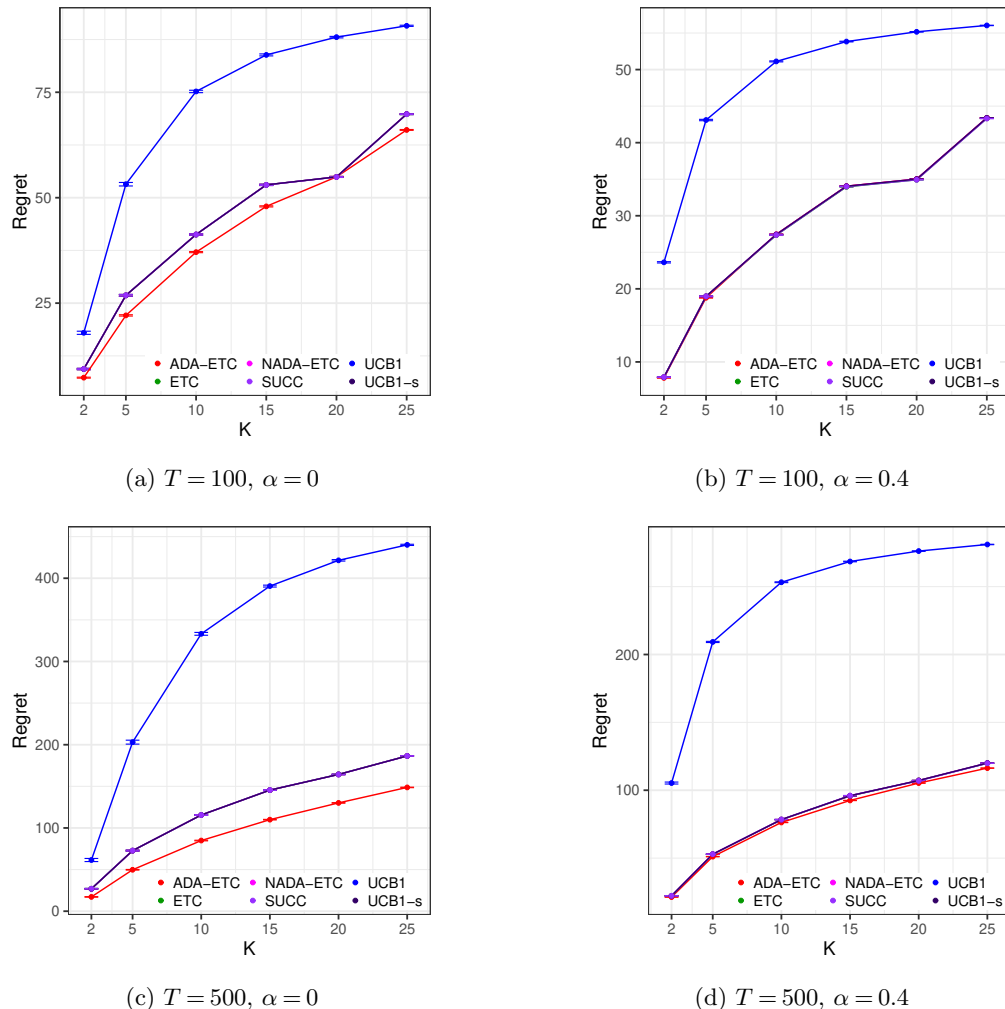 75
50
25
Regret
ADA−ETC NADA−ETC UCB1
ETC SUCC UCB1−s
2 5 10 15 20 25
K
(a) T = 100, α = 0
50
40
30
20
10
Regret
ADA−ETC NADA−ETC UCB1
ETC SUCC UCB1−s
2 5 10 15 20 25
K
(b) T = 100, α = 0.4
400
300
200
100
0
Regret
ADA−ETC NADA−ETC UCB1
ETC SUCC UCB1−s
2 5 10 15 20 25
K
(c) T = 500, α = 0
200
100
Regret
ADA−ETC NADA−ETC UCB1
ETC SUCC UCB1−s
2 5 10 15 20 25
K
(d) T = 500, α = 0.4